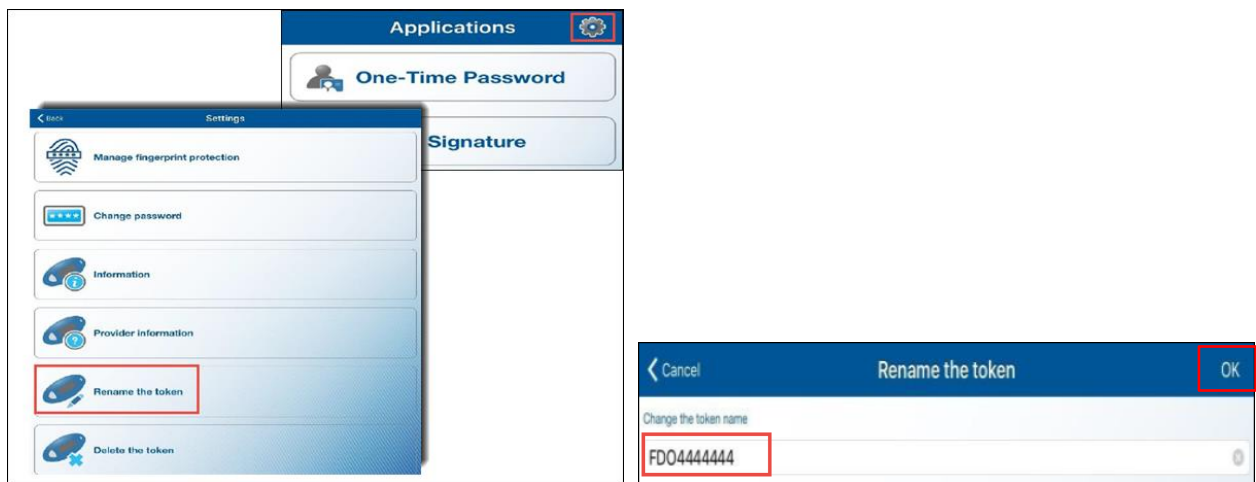 Applications
One-Time Password
Signature
Back
Settings
Manage fingerprint protection
Change password
Information
Provider information
Rename the token
Delete the token
Cancel
Rename the token
OK
Change the token name
FDO4444444